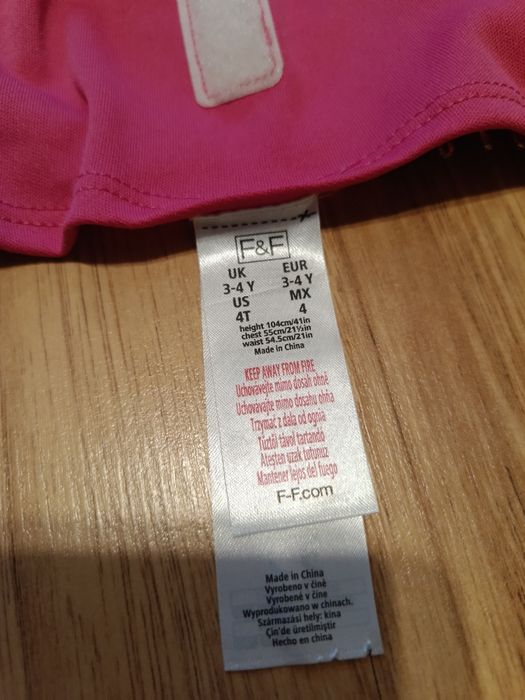 F&F
UK EUR
3-4 Y 3-4 Y
US MX
4T 4
height 104cm/41in
chest 55cm/21½in
waist 54.5cm/21in
Made in China
KEEP AWAY FROM FIRE
Uchovávejte mimo dosah ohně
Uchovavajte mimo dosahu ohňa
Trzymac z dala od ognia
Tűztől távol tartandó
Ateşten uzak tutunuz
Mantener lejos del fuego
F-F.com
Made in China
Vyrobeno v číně
Vyrobené v čine
Wyprodukowano w chinach.
Származási hely: kína
Çin'de üretilmiştir
Hecho en china